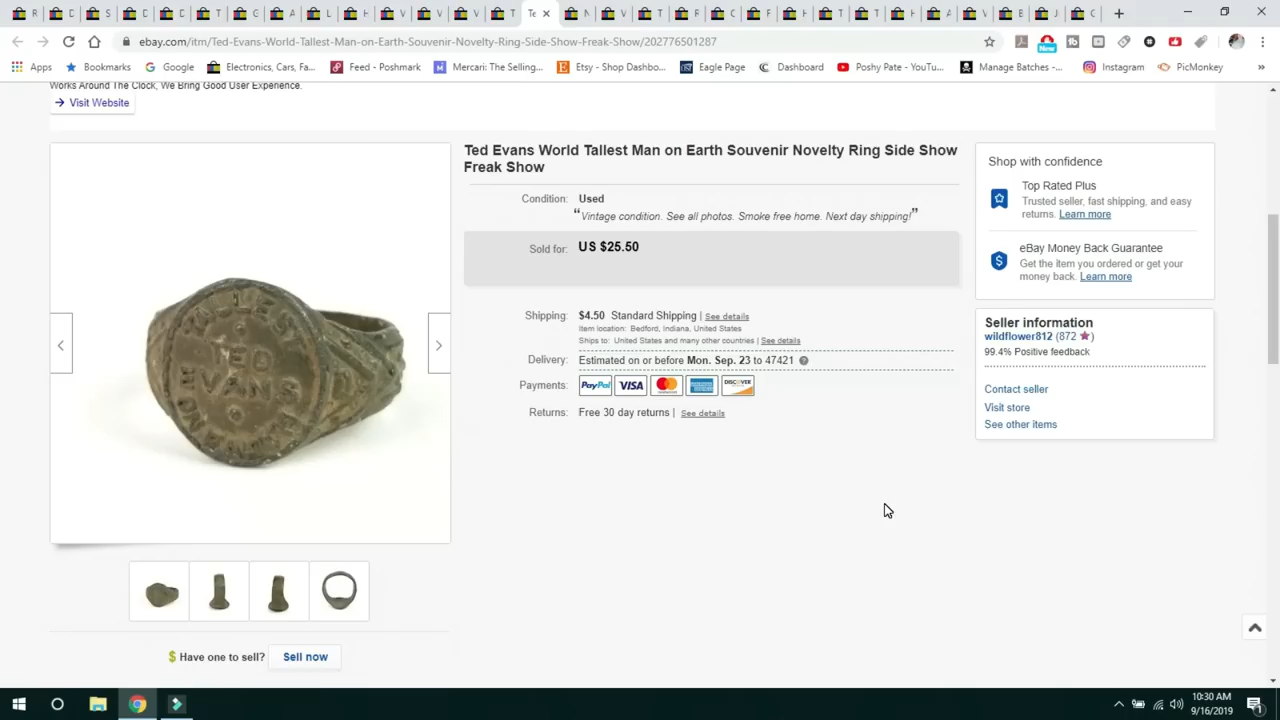 R
D
S
D
D
T
G
A
L
H
V
V
V
T
Te
N
V
T
R
C
F
H
T
T
H
A
V
B
J
C
ebay.com/itm/Ted-Evans-World-Tallest-Man-on-Earth-Souvenir-Novelty-Ring-Side-Show-Freak-Show/202776501287
New
Apps
Bookmarks
Google
Electronics, Cars, Fa...
Feed - Poshmark
Mercari: The Selling...
Etsy - Shop Dashbo...
Eagle Page
Dashboard
Poshy Pate - YouTu...
Manage Batches -...
Instagram
PicMonkey
»
Works Around The Clock, We Bring Good User Experience.
→ Visit Website
Ted Evans World Tallest Man on Earth Souvenir Novelty Ring Side Show
Freak Show
Condition: Used
“Vintage condition. See all photos. Smoke free home. Next day shipping!”
Sold for: US $25.50
Shipping: $4.50 Standard Shipping | See details
Item location: Bedford, Indiana, United States
Ships to: United States and many other countries | See details
Delivery: Estimated on or before Mon. Sep. 23 to 47421
Payments: PayPal VISA MasterCard DISCOVER
Returns: Free 30 day returns | See details
Shop with confidence
Top Rated Plus
Trusted seller, fast shipping, and easy
returns. Learn more
eBay Money Back Guarantee
Get the item you ordered or get your
money back. Learn more
Seller information
wildflower812 (872 ★)
99.4% Positive feedback
Contact seller
Visit store
See other items
TALLEST
TED
EVANS
$ Have one to sell? Sell now
10:30 AM
9/16/2019
1